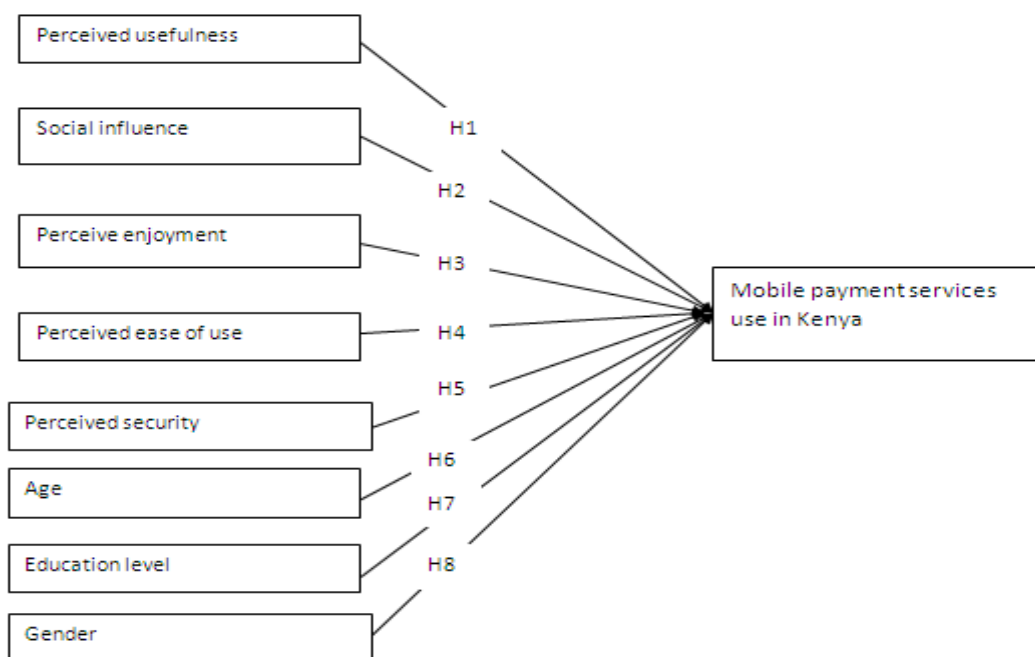 Perceived usefulness
H1
Social influence
H2
Perceive enjoyment
H3
Mobile payment services
use in Kenya
Perceived ease of use
H4
H5
Perceived security
H6
Age
H7
Education level
H8
Gender